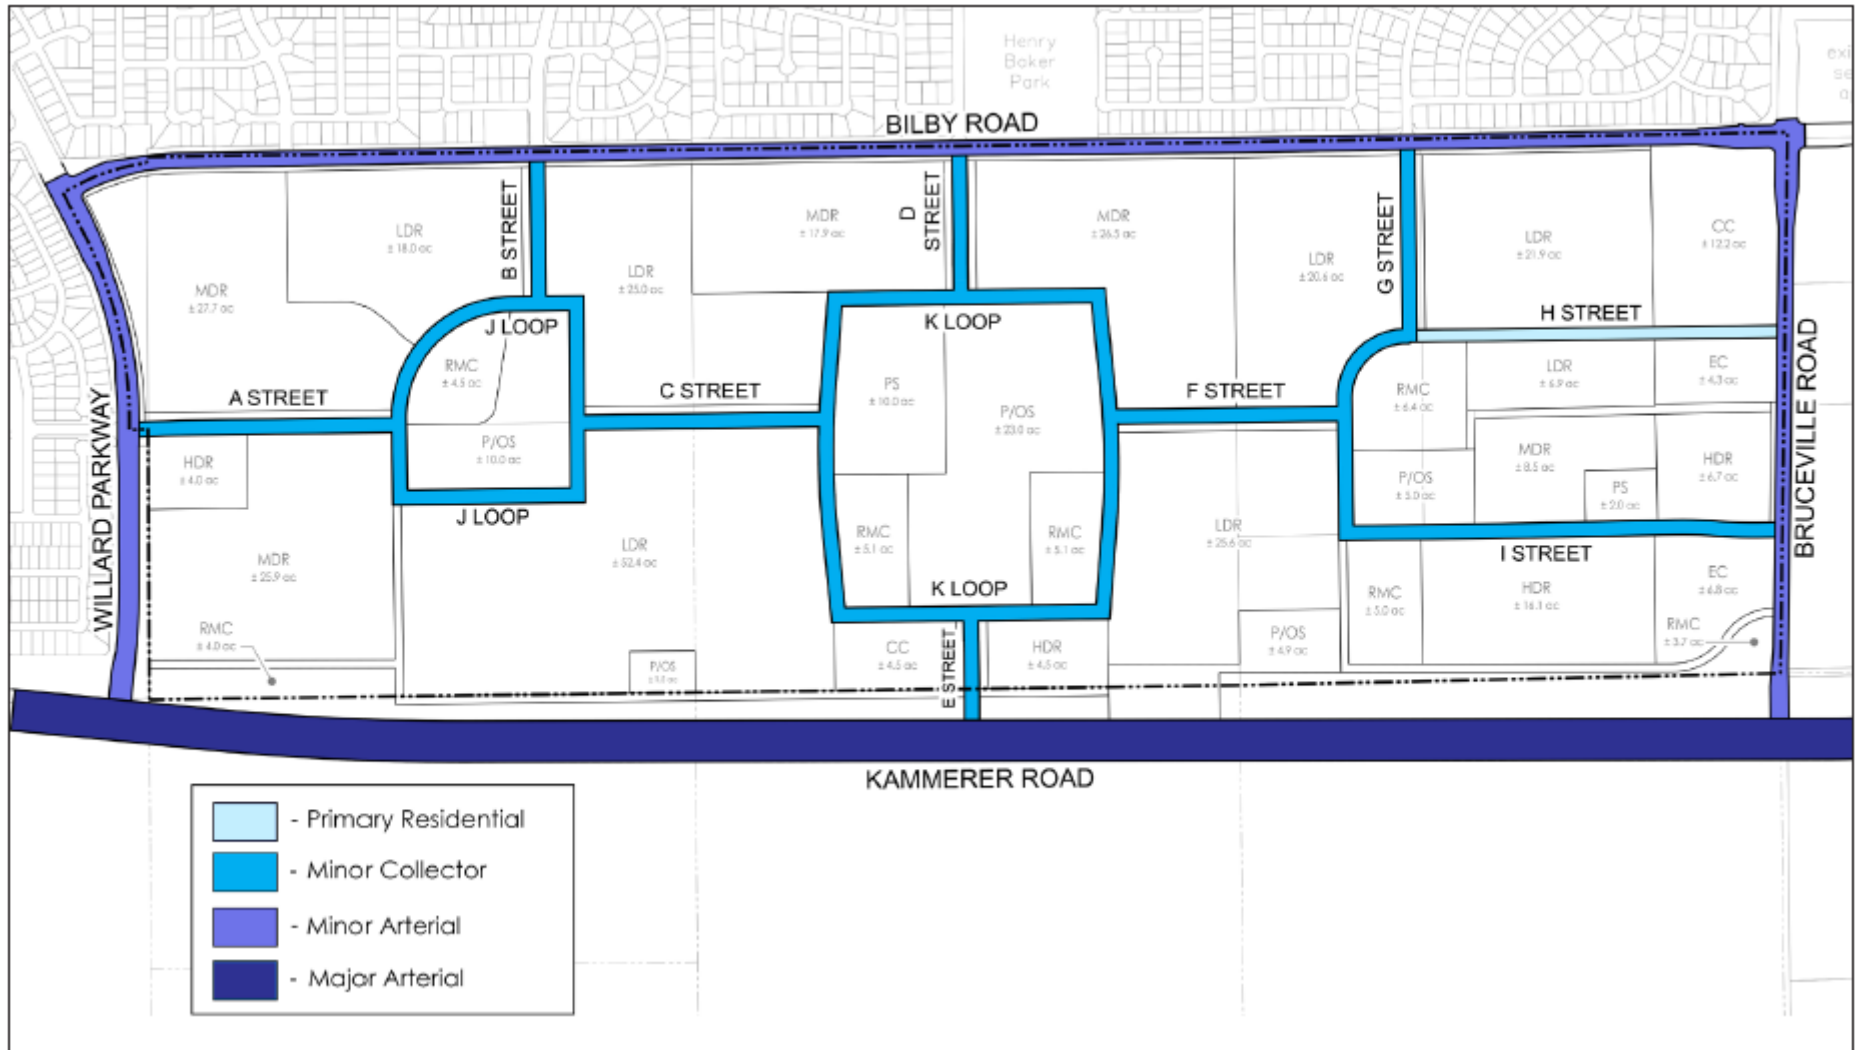 Henry
Baker
Park
BILBY ROAD
B STREET
D
STREET
G STREET
LDR
± 18.0 ac
MDR
± 17.9 ac
MDR
± 26.5 ac
CC
± 12.2 ac
LDR
± 21.9 ac
LDR
± 25.0 ac
LDR
± 20.6 ac
MDR
± 27.7 ac
H STREET
J LOOP
K LOOP
RMC
± 4.5 ac
LDR
± 6.9 ac
EC
± 4.3 ac
A STREET
C STREET
PS
± 10.0 ac
P/OS
± 23.0 ac
F STREET
RMC
± 6.4 ac
BRUCEVILLE ROAD
WILLARD PARKWAY
HDR
± 4.0 ac
P/OS
± 10.0 ac
P/OS
± 5.0 ac
MDR
± 8.5 ac
HDR
± 6.7 ac
PS
± 2.0 ac
J LOOP
MDR
± 25.9 ac
LDR
± 52.4 ac
RMC
± 5.1 ac
RMC
± 5.1 ac
LDR
± 25.6 ac
I STREET
K LOOP
RMC
± 5.0 ac
HDR
± 16.1 ac
EC
± 6.8 ac
RMC
± 4.0 ac
RMC
± 3.7 ac
P/OS
CC
± 4.5 ac
E STREET
HDR
± 4.5 ac
P/OS
± 4.9 ac
KAMMERER ROAD
- Primary Residential
- Minor Collector
- Minor Arterial
- Major Arterial